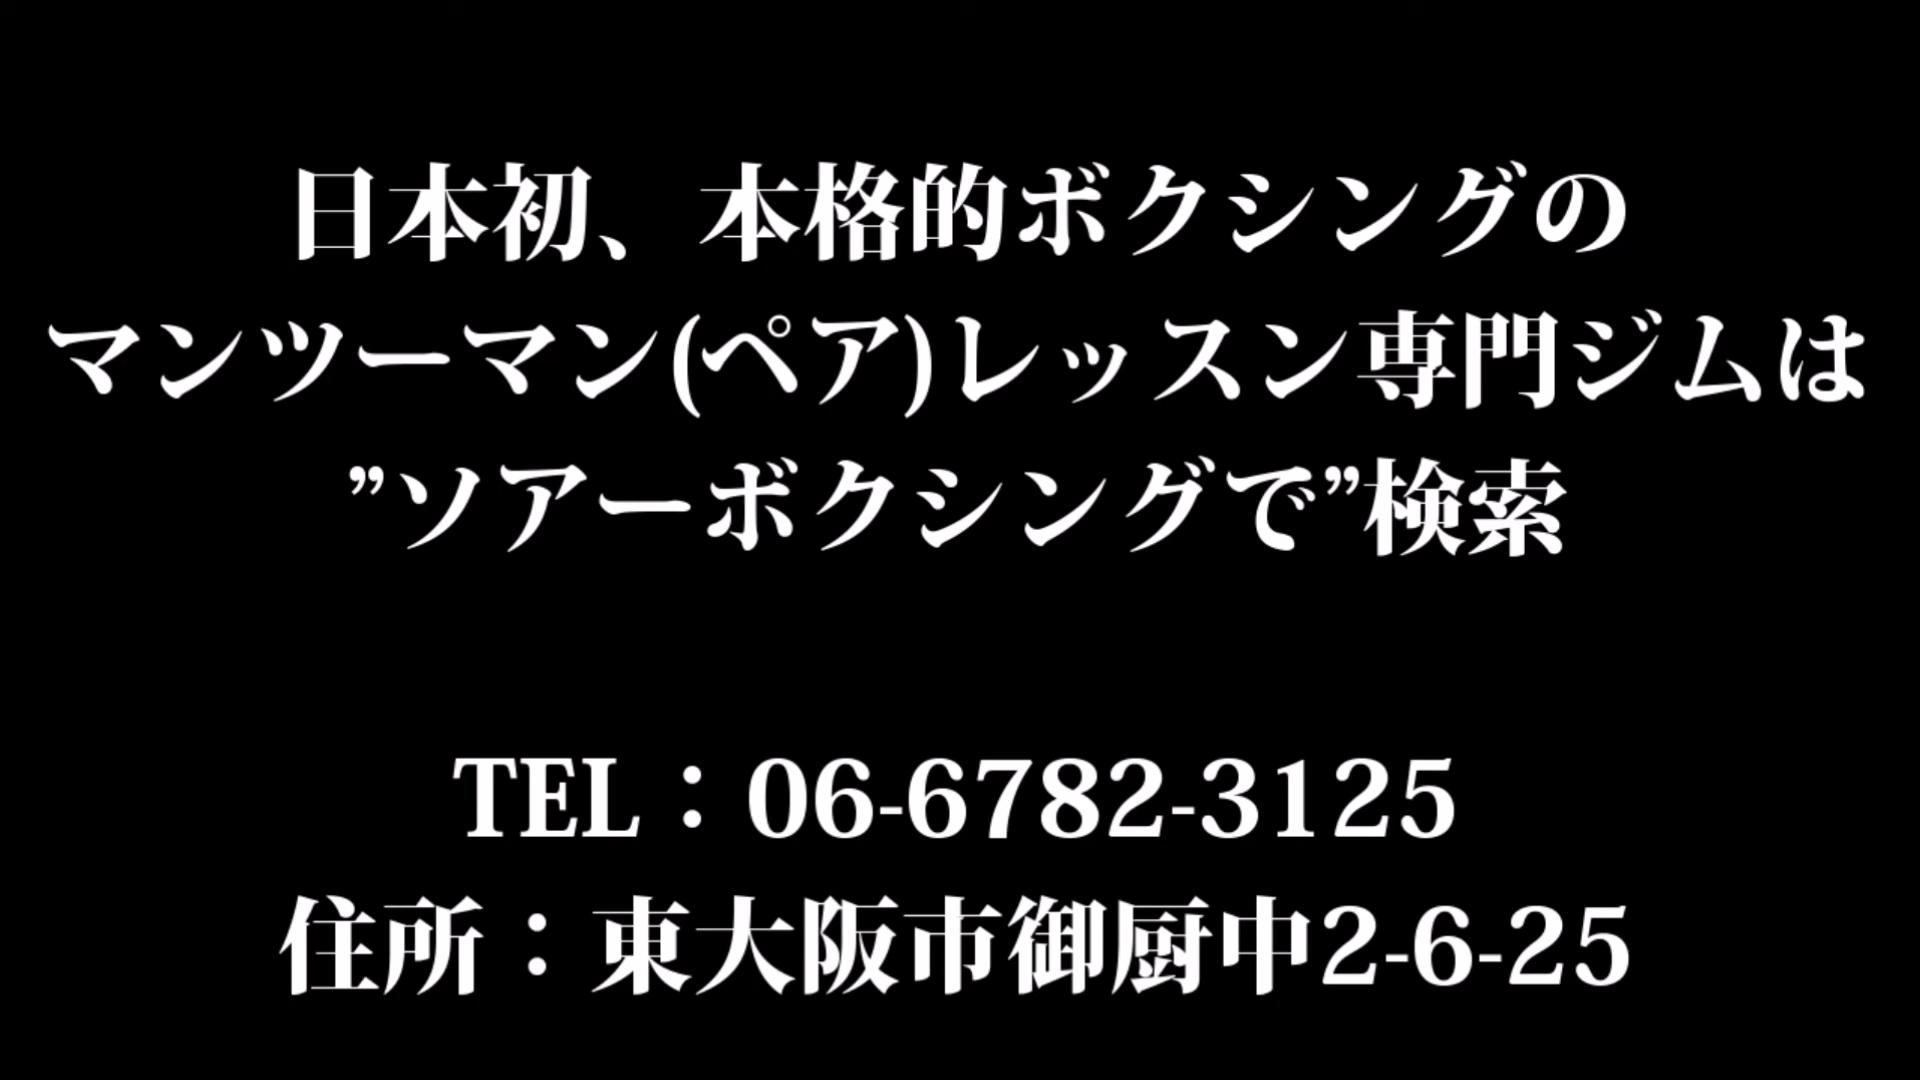 日本初、本格的ボクシングの
マンツーマン(ペア)レッスン専門ジムは
”ソアーボクシングで”検索
TEL：06-6782-3125
住所：東大阪市御厨中2-6-25